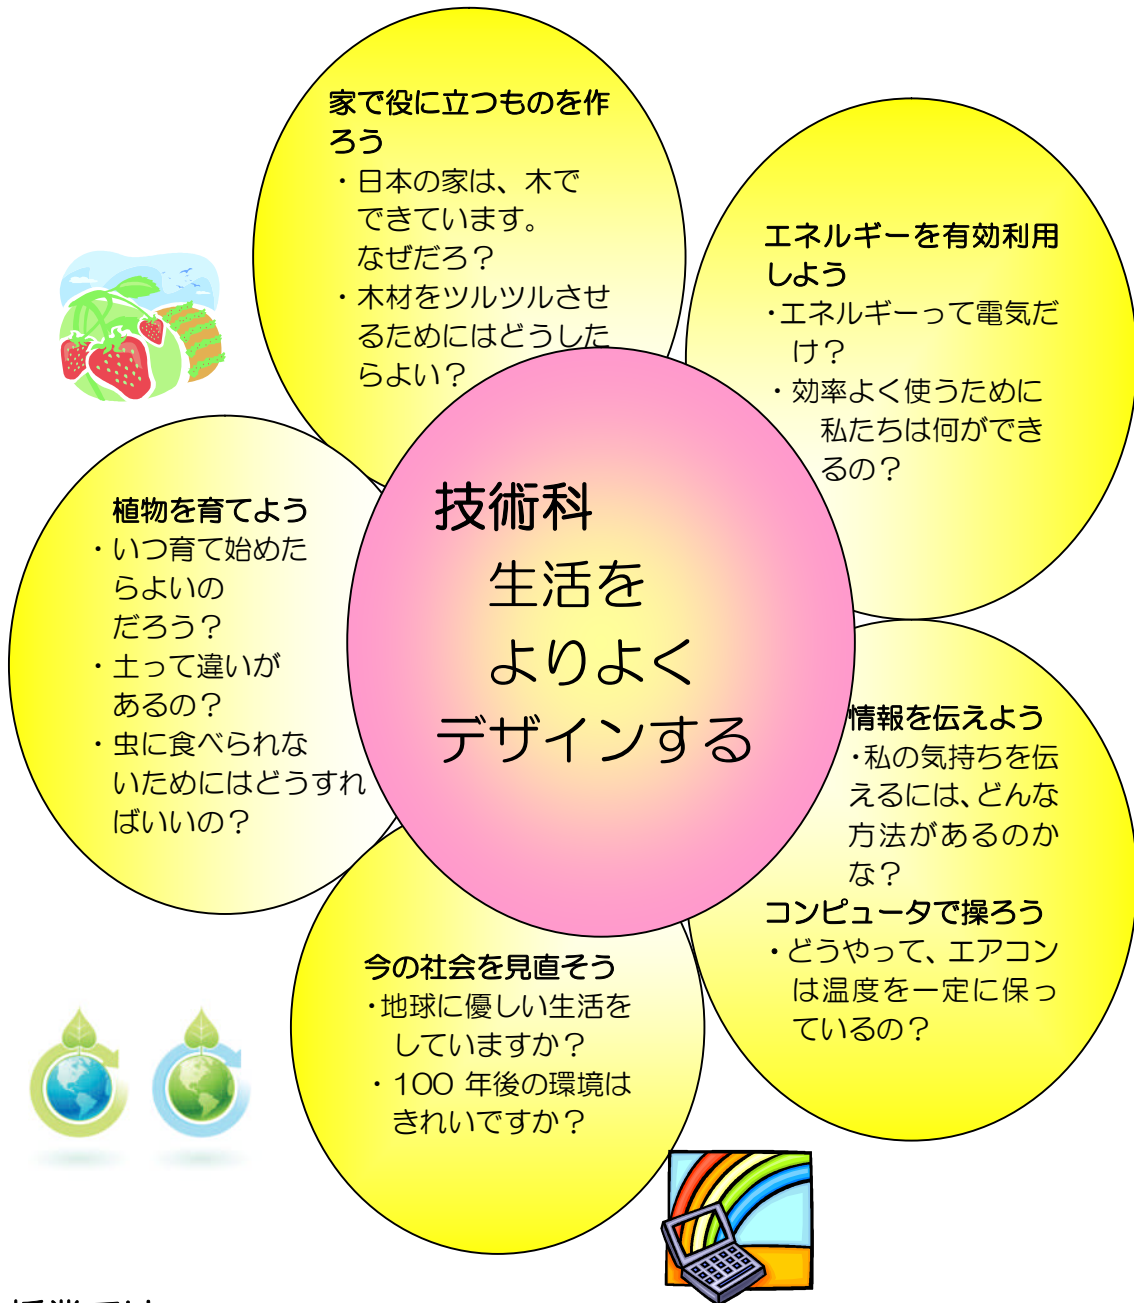 家で役に立つものを作
ろう
・日本の家は、木で
できています。
なぜだろ？
・木材をツルツルさせ
るためにはどうした
らよい？
エネルギーを有効利用
しよう
・エネルギーって電気だ
け？
・効率よく使うために
私たちは何ができ
るの？
植物を育てよう
・いつ育て始めた
らよいの
だろう？
・土って違いが
あるの？
・虫に食べられな
いためにはどうすれ
ばいいの？
技術科
生活を
よりよく
デザインする
情報を伝えよう
・私の気持ちを伝
えるには、どんな
方法があるのか
な？
コンピュータで操ろう
・どうやって、エアコン
は温度を一定に保っ
ているの？
今の社会を見直そう
・地球に優しい生活を
していますか？
・100 年後の環境は
きれいですか？